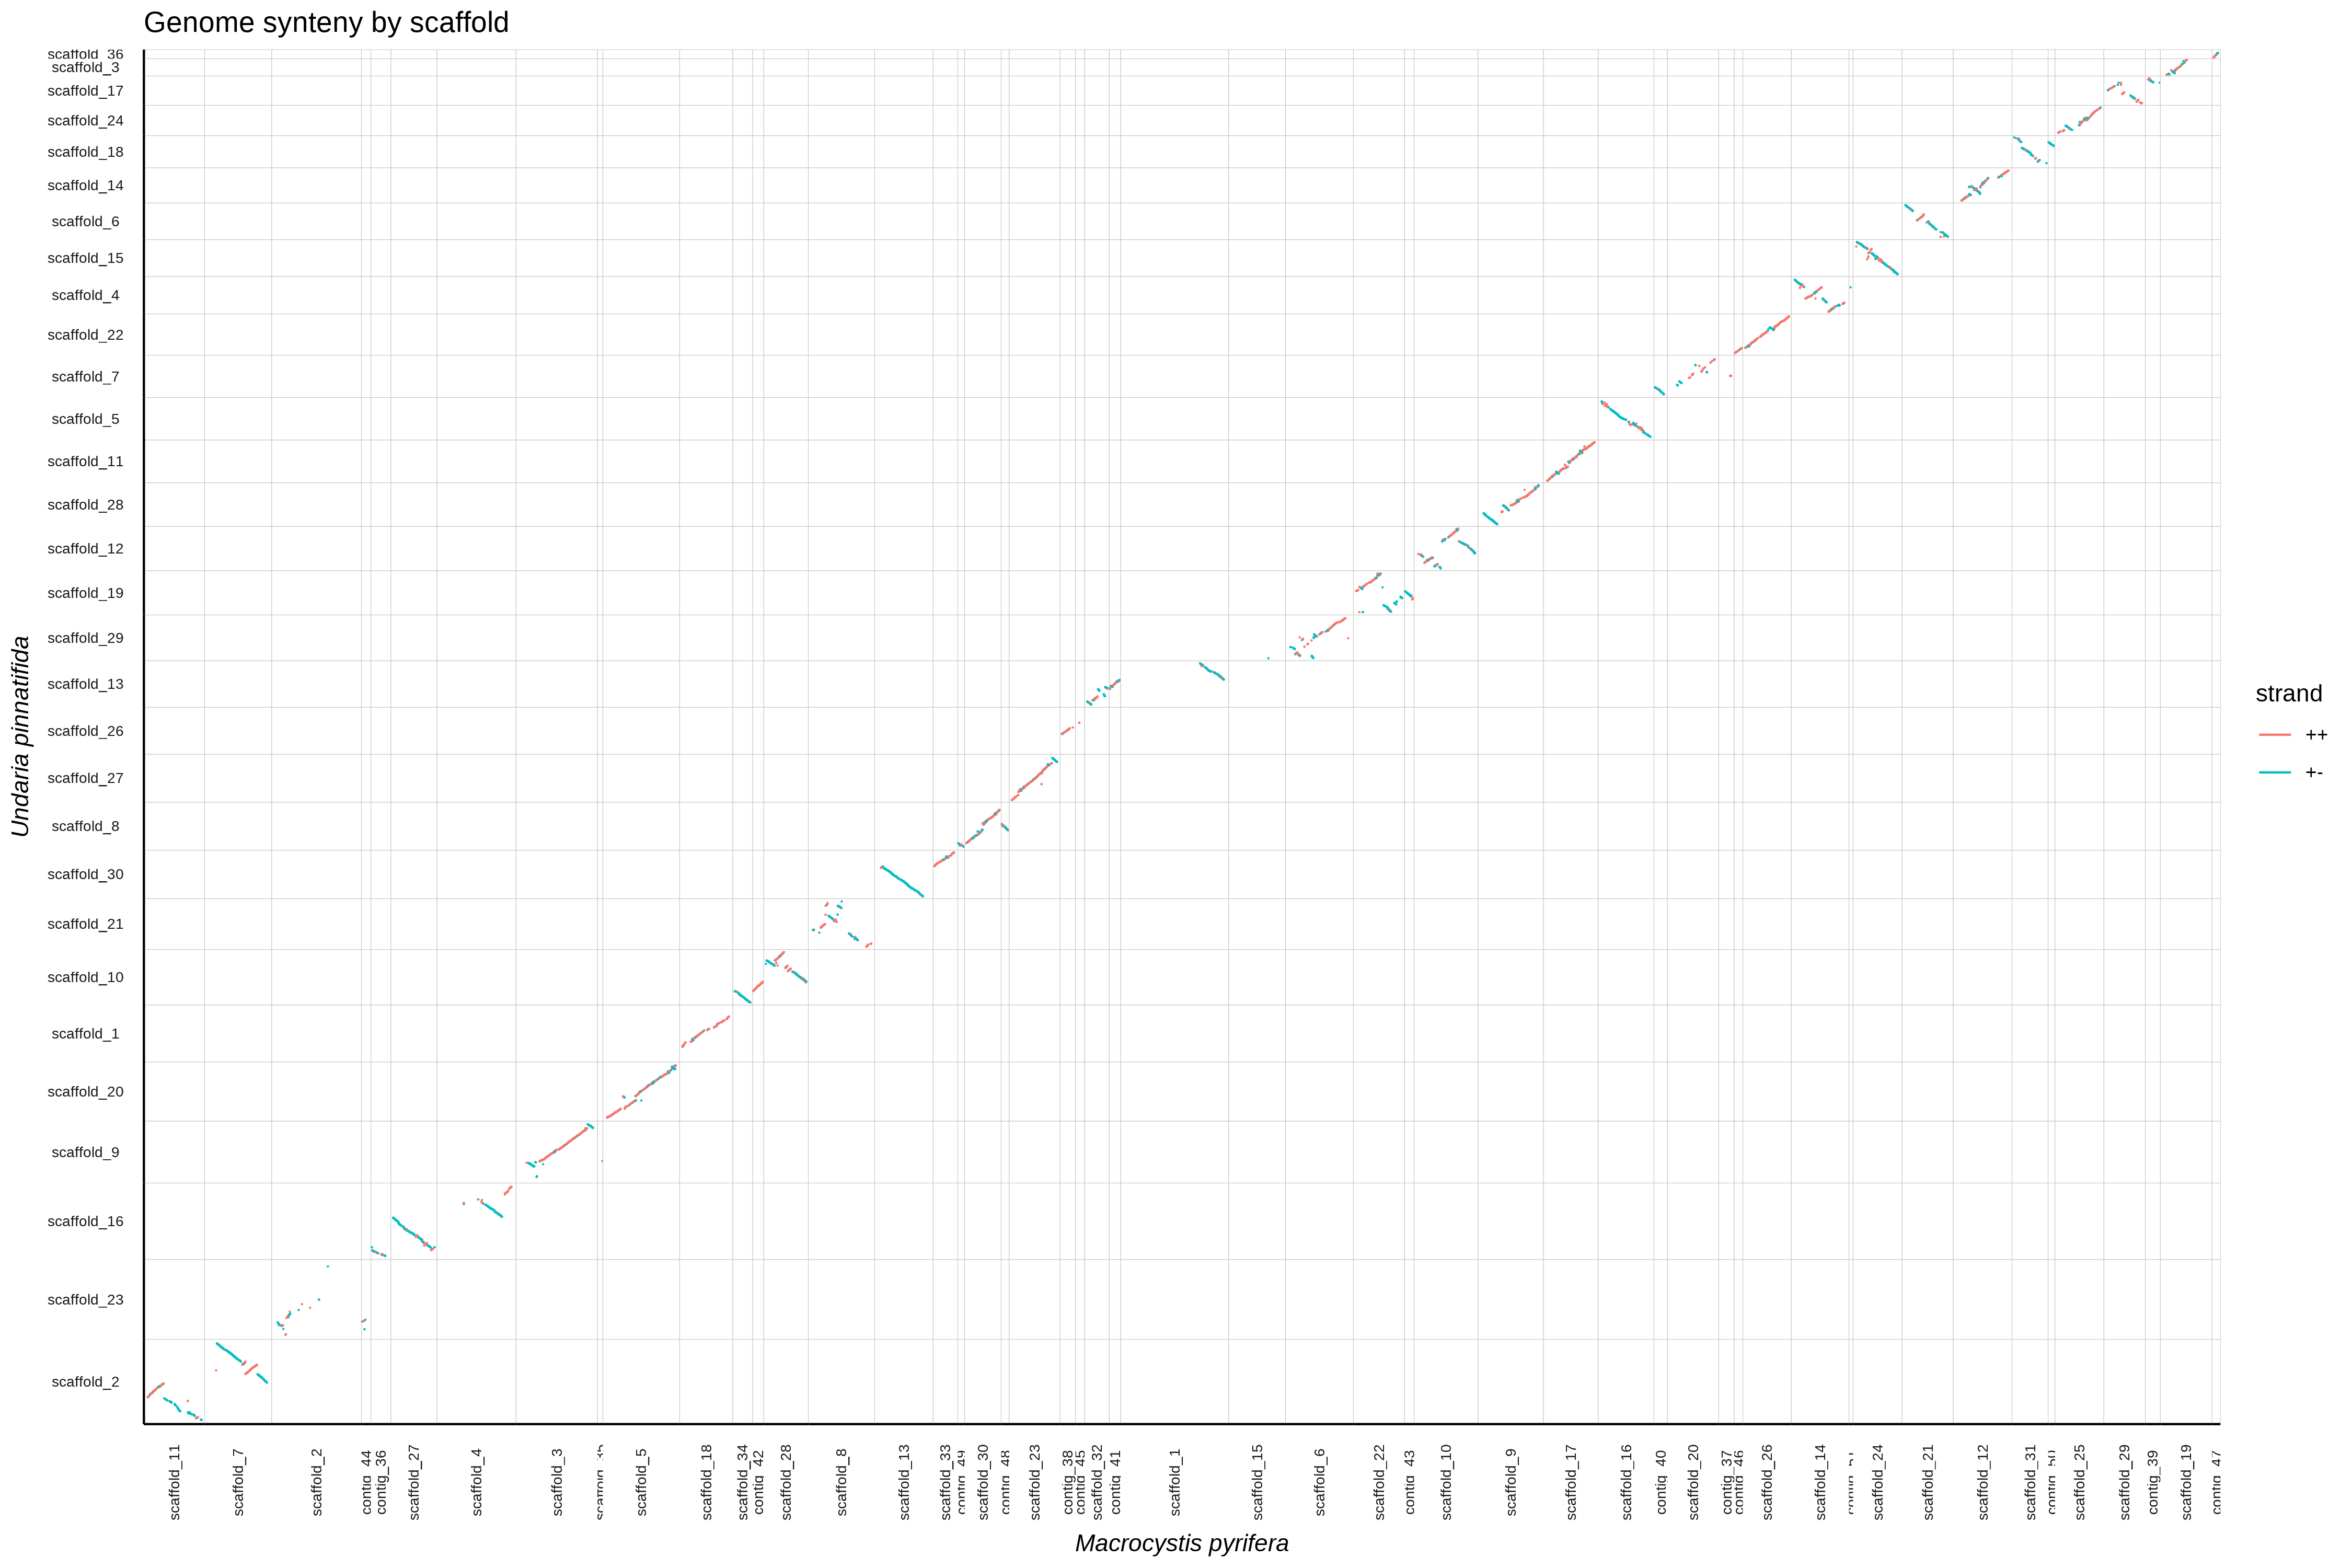 Genome synteny by scaffold
scaffold_36
scaffold_3
scaffold_17
scaffold_24
scaffold_18
scaffold_14
scaffold_6
scaffold_15
scaffold_4
scaffold_22
scaffold_7
scaffold_5
scaffold_11
scaffold_28
scaffold_12
scaffold_19
scaffold_29
scaffold_13
scaffold_26
scaffold_27
scaffold_8
scaffold_30
scaffold_21
scaffold_10
scaffold_1
scaffold_20
scaffold_9
scaffold_16
scaffold_23
scaffold_2
Undaria pinnatifida
strand
++
+-
scaffold_11
scaffold_7
scaffold_2
contig_44
contig_36
scaffold_27
scaffold_4
scaffold_3
scaffold_5
scaffold_18
scaffold_34
contig_42
scaffold_28
scaffold_8
scaffold_13
scaffold_33
contig_49
scaffold_30
contig_48
scaffold_23
contig_38
contig_45
scaffold_32
contig_41
scaffold_1
scaffold_15
scaffold_6
scaffold_22
contig_43
scaffold_10
scaffold_9
scaffold_17
scaffold_16
contig_40
scaffold_20
contig_37
contig_46
scaffold_26
scaffold_14
scaffold_24
scaffold_21
scaffold_12
scaffold_31
scaffold_25
scaffold_29
contig_39
scaffold_19
contig_47
Macrocystis pyrifera